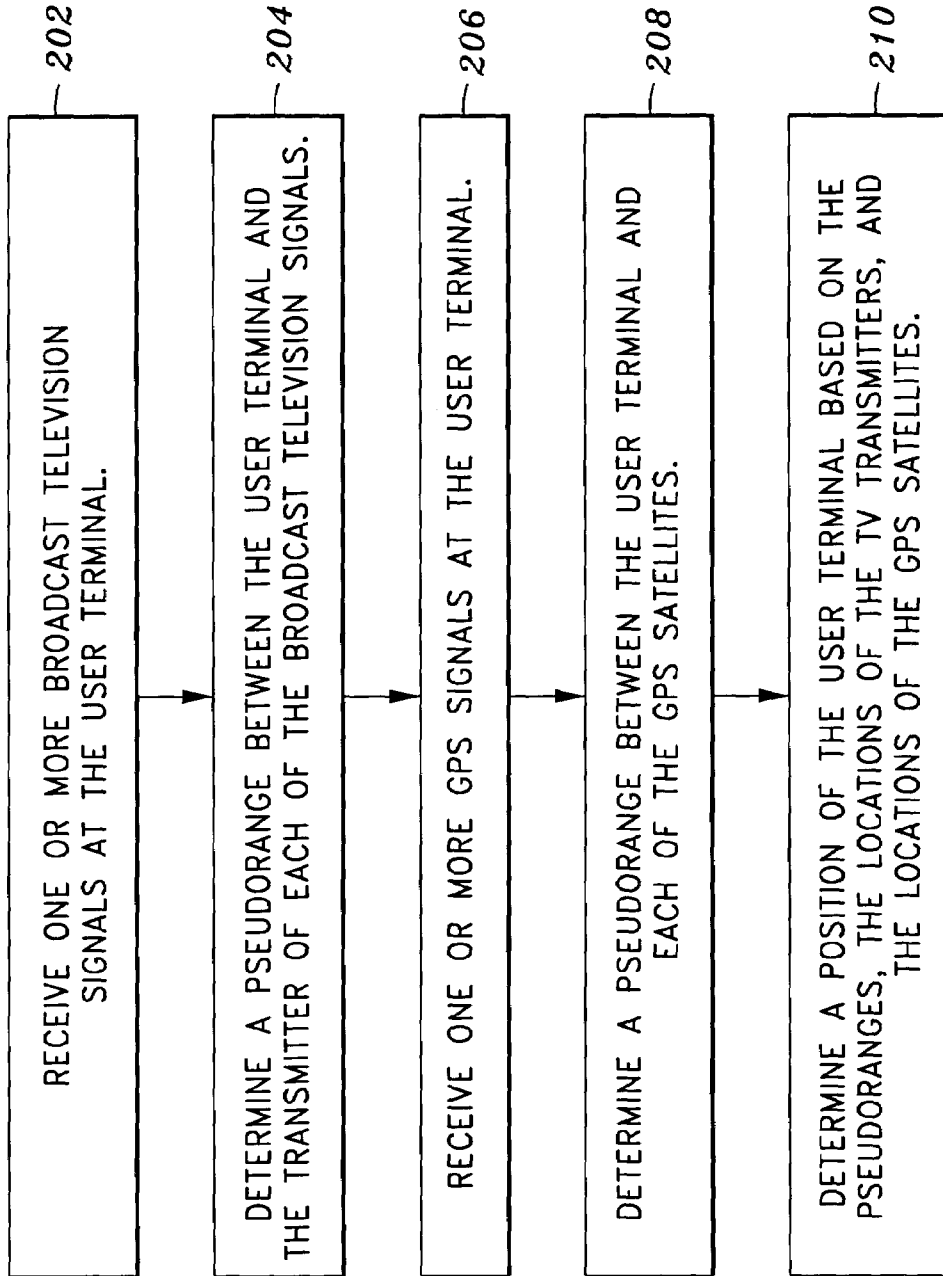 RECEIVE ONE OR MORE BROADCAST TELEVISION
SIGNALS AT THE USER TERMINAL.
202
DETERMINE A PSEUDORANGE BETWEEN THE USER TERMINAL AND
THE TRANSMITTER OF EACH OF THE BROADCAST TELEVISION SIGNALS.
204
RECEIVE ONE OR MORE GPS SIGNALS AT THE USER TERMINAL.
206
DETERMINE A PSEUDORANGE BETWEEN THE USER TERMINAL AND
EACH OF THE GPS SATELLITES.
208
DETERMINE A POSITION OF THE USER TERMINAL BASED ON THE
PSEUDORANGES, THE LOCATIONS OF THE TV TRANSMITTERS, AND
THE LOCATIONS OF THE GPS SATELLITES.
210